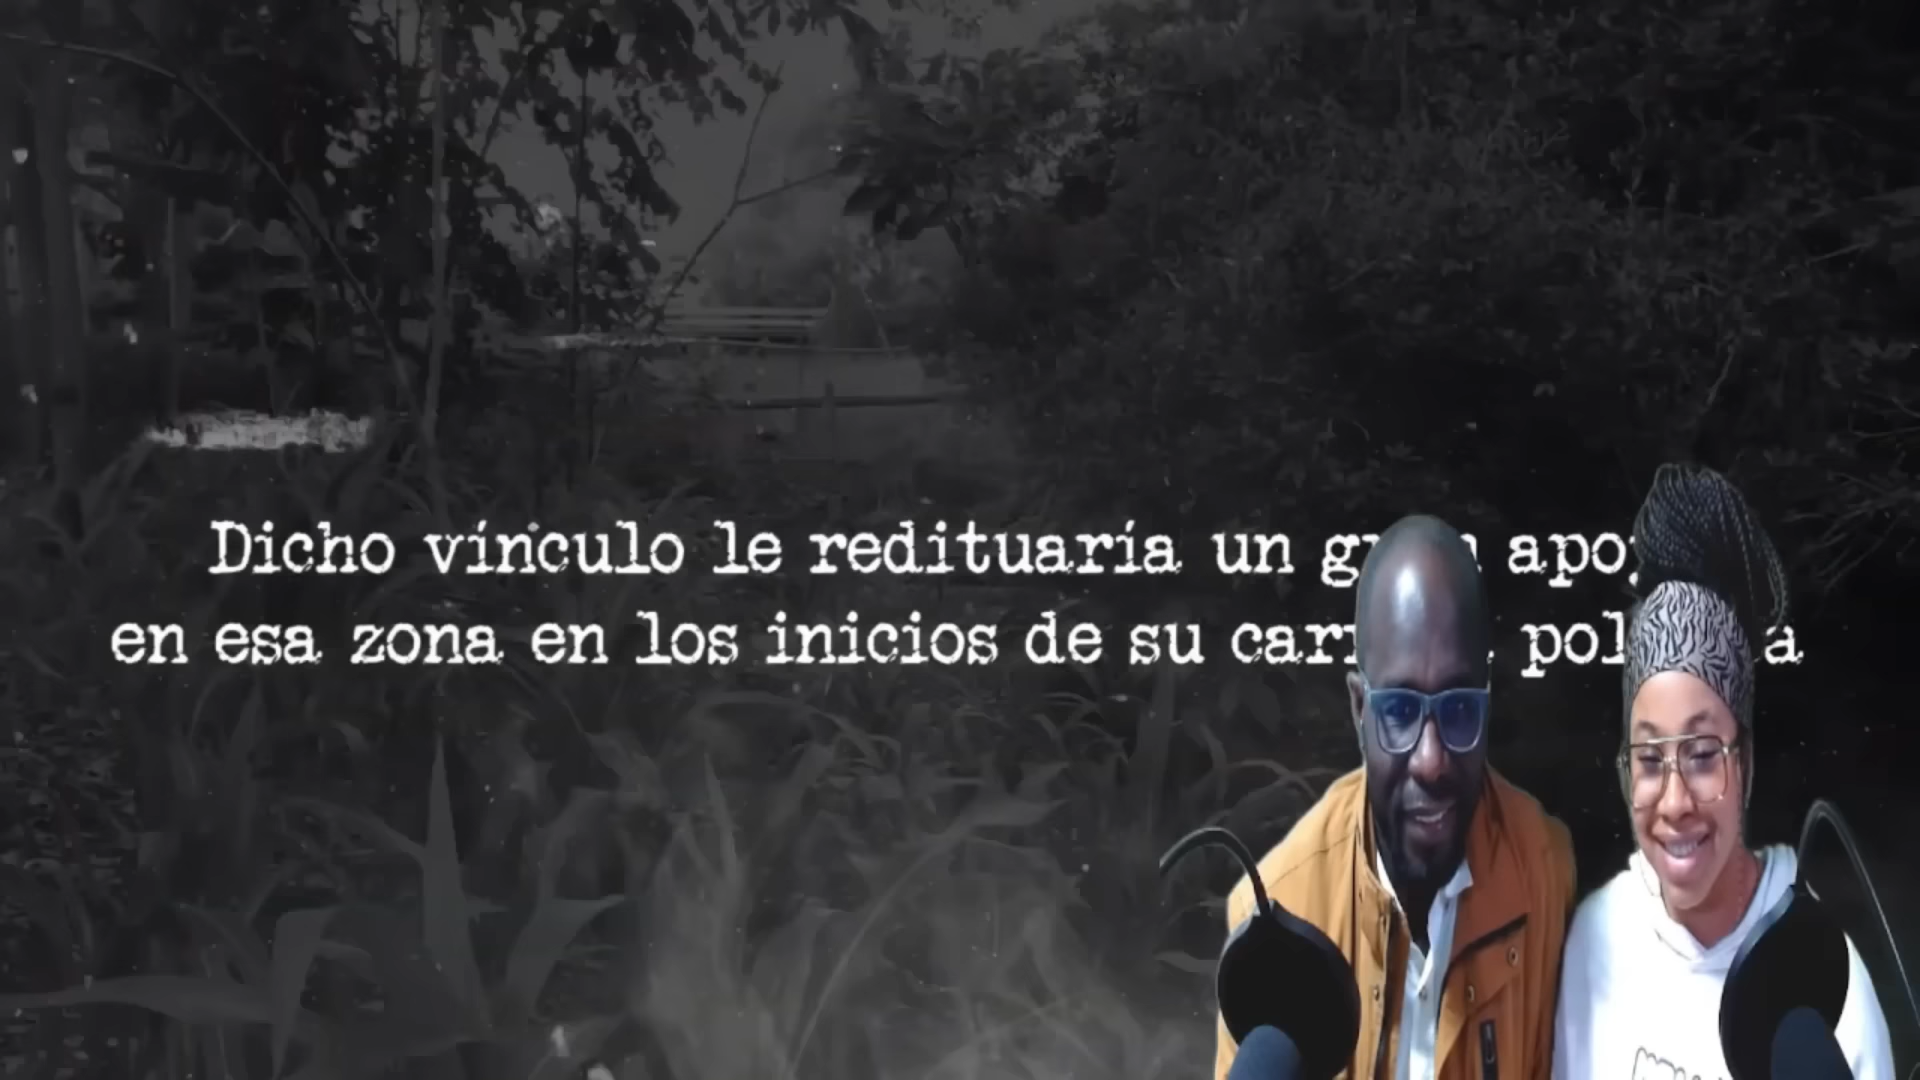 Dicho vínculo le redituaría un
en esa zona en los inicios de su